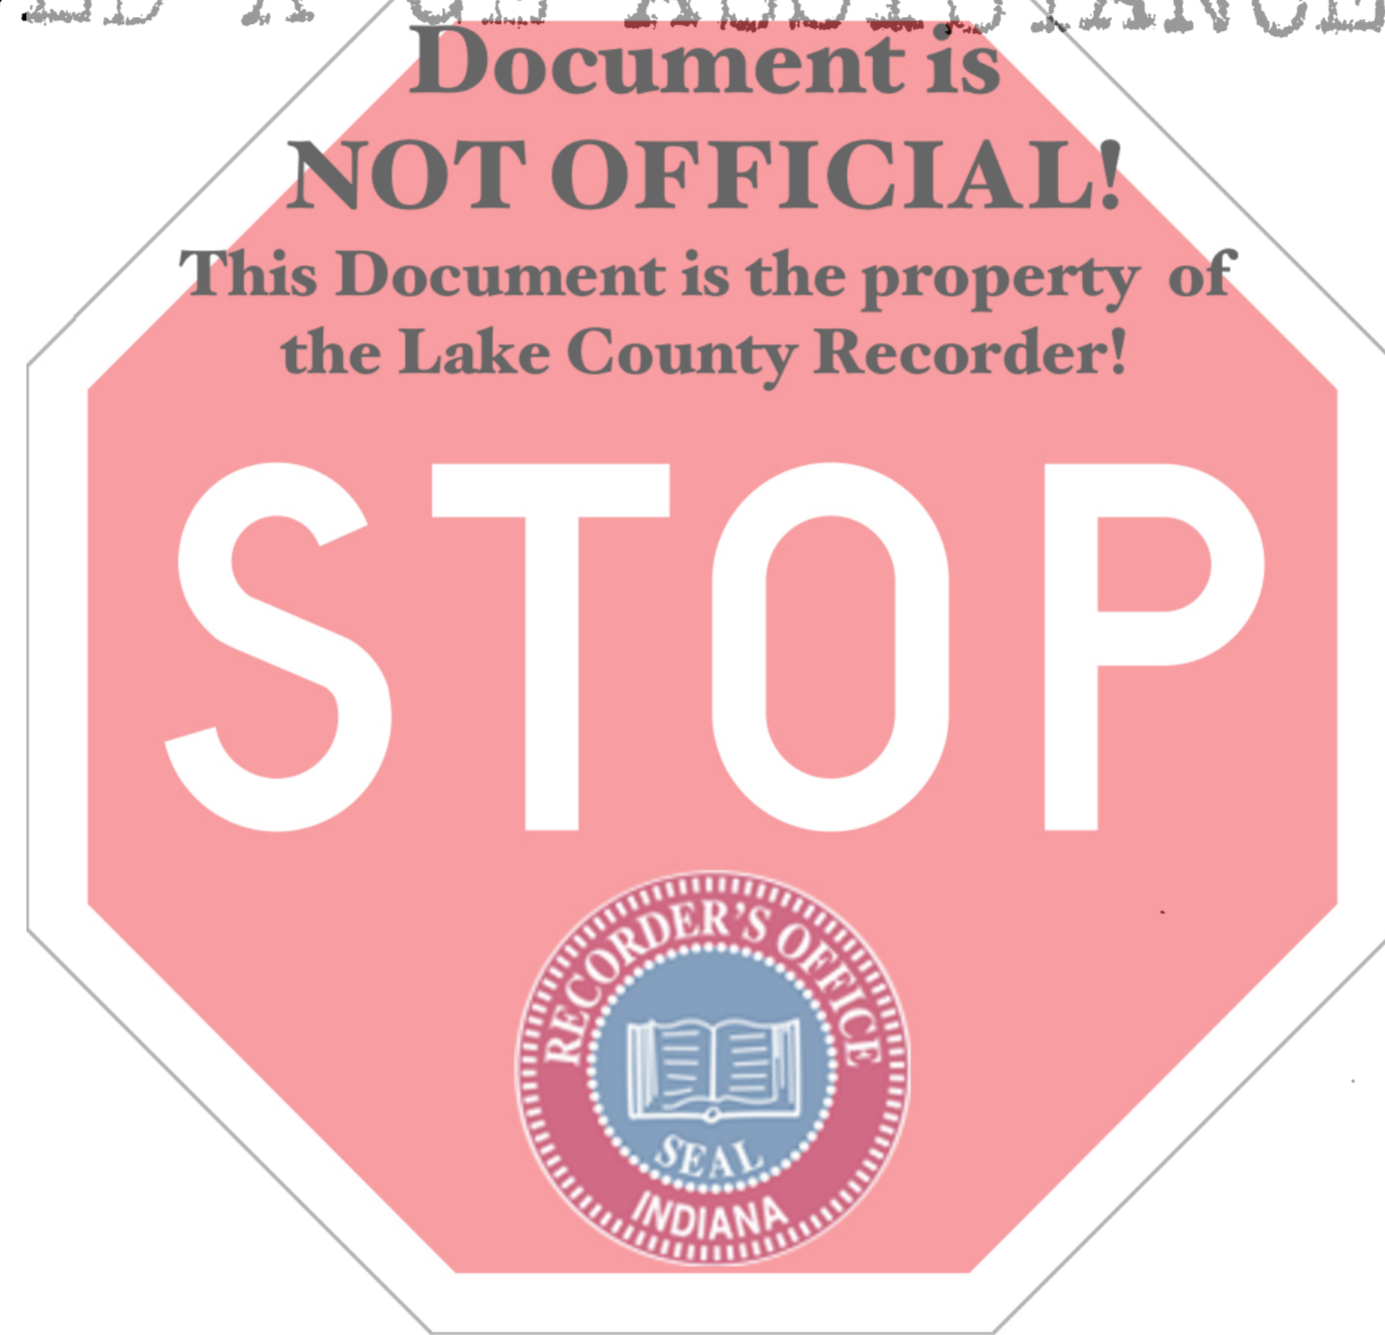 Document is
NOT OFFICIAL!
This Document is the property of
the Lake County Recorder!
STOP
RECORDER'S OFFICE
SEAL
INDIANA